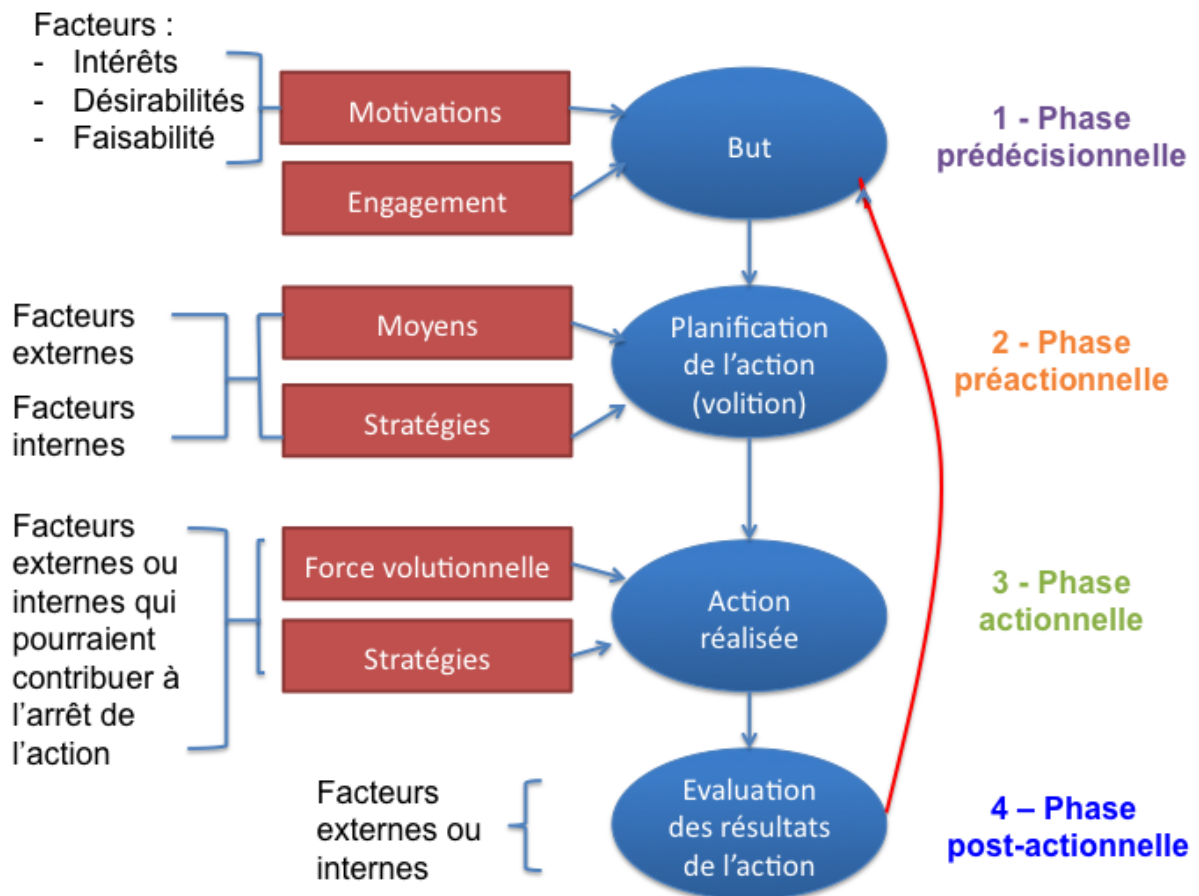 Facteurs :
- Intérêts
- Désirabilités
- Faisabilité
Motivations
Engagement
But
1 - Phase
prédécisionnelle
Facteurs
externes
Facteurs
internes
Moyens
Stratégies
Planification
de l’action
(volition)
2 - Phase
préactionnelle
Facteurs
externes ou
internes qui
pourraient
contribuer à
l’arrêt de
l’action
Force volutionnelle
Stratégies
Action
réalisée
3 - Phase
actionnelle
Facteurs
externes ou
internes
Evaluation
des résultats
de l’action
4 – Phase
post-actionnelle